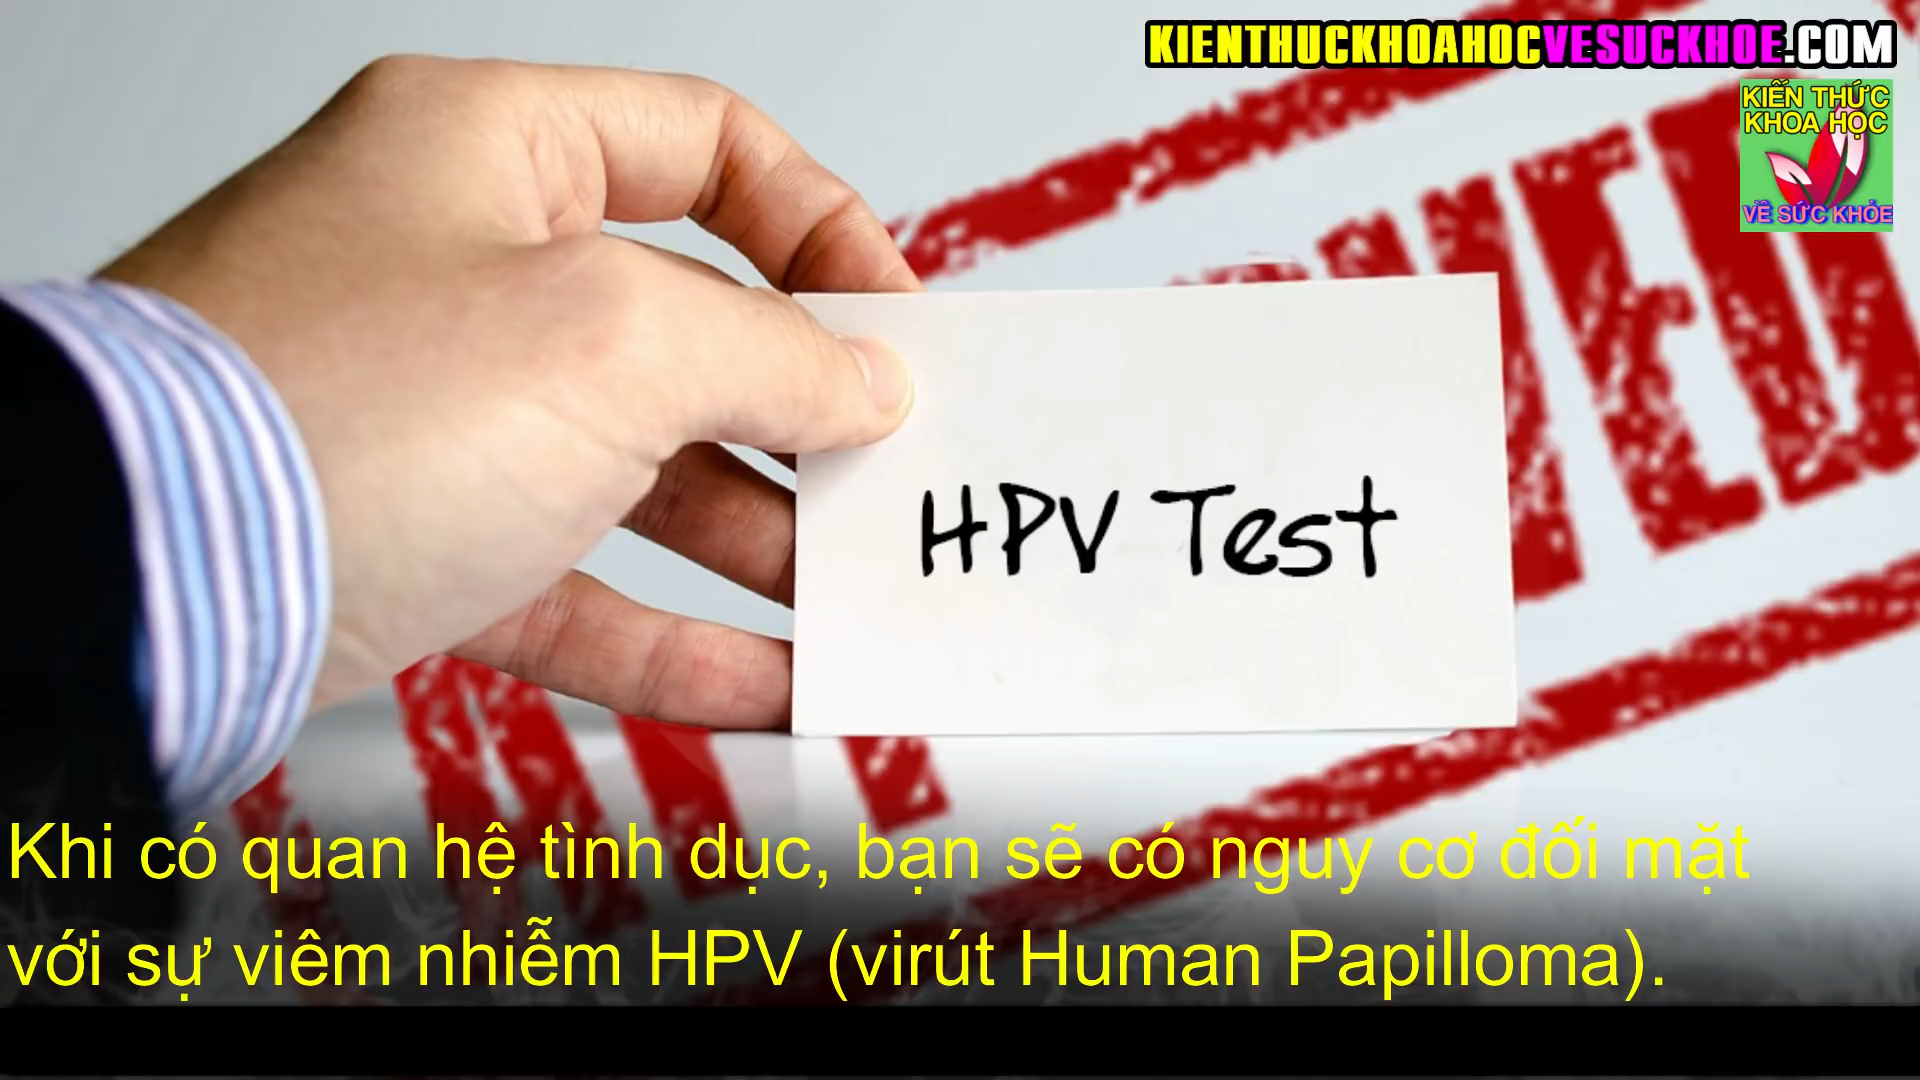 KIENTHUCKHOAHOCVESUCKHOE.COM
KIẾN THỨC
KHOA HỌC
VỀ SỨC KHỎE
HPV Test
Khi có quan hệ tình dục, bạn sẽ có nguy cơ đối mặt
với sự viêm nhiễm HPV (virút Human Papilloma).